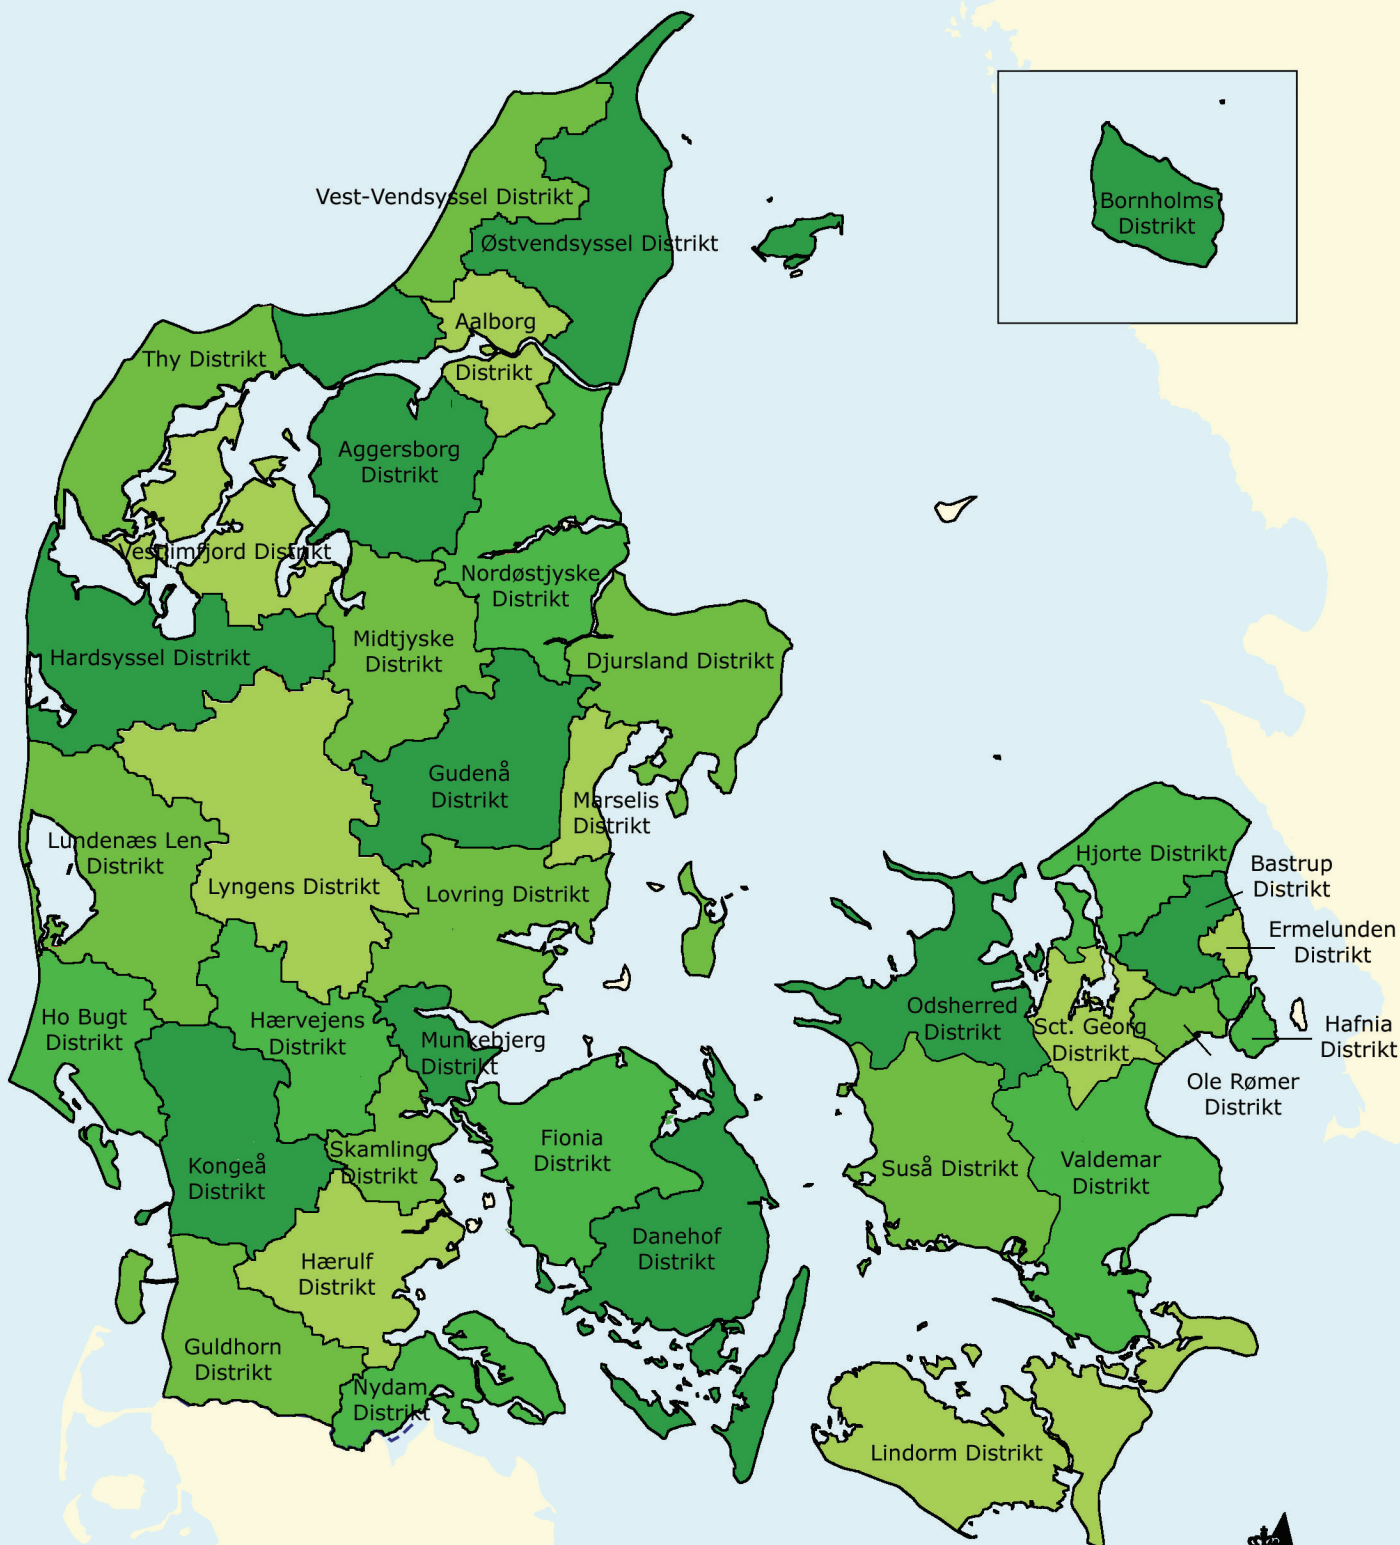 Vest-Vendsyssel Distrikt
Bornholms
Distrikt
Østvendsyssel Distrikt
Aalborg
Distrikt
Thy Distrikt
Aggersborg
Distrikt
Vestlimfjord Distrikt
Nordøstjyske
Distrikt
Midtjyske
Distrikt
Hardsyssel Distrikt
Djursland Distrikt
Gudenå
Distrikt
Marselis
Distrikt
Lundenæs Len
Distrikt
Lyngens Distrikt
Lovring Distrikt
Hjorte Distrikt
Bastrup
Distrikt
Ermelunden
Distrikt
Odsherred
Distrikt
Sct. Georg
Distrikt
Hafnia
Distrikt
Ole Rømer
Distrikt
Ho Bugt
Distrikt
Hærvejens
Distrikt
Munkebjerg
Distrikt
Skamling
Distrikt
Fionia
Distrikt
Kongeå
Distrikt
Suså Distrikt
Valdemar
Distrikt
Danehof
Distrikt
Hærulf
Distrikt
Guldhorn
Distrikt
Nydam
Distrikt
Lindorm Distrikt